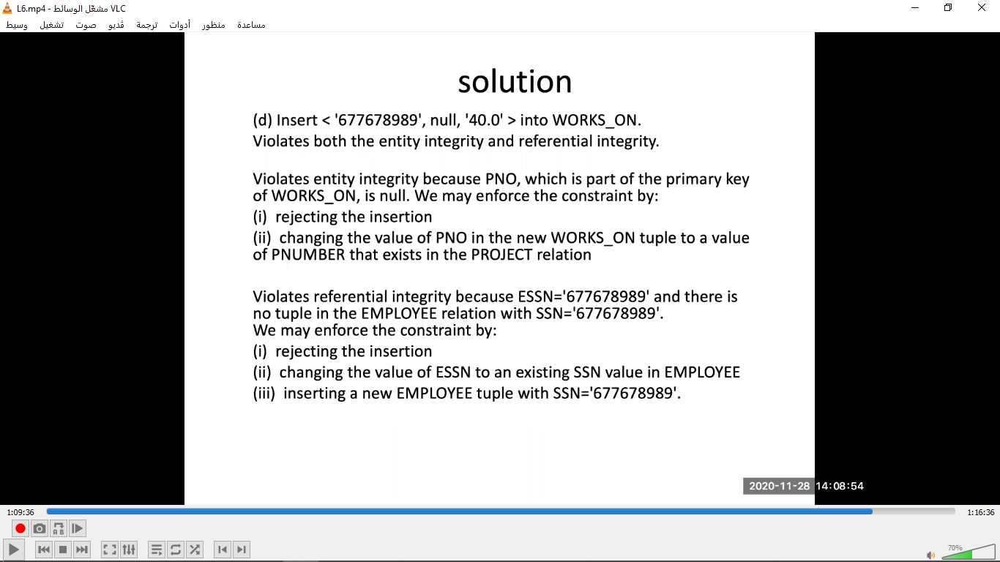 L6.mp4 - مشغّل الوسائط VLC
وسيط تشغيل صوت ڤديو ترجمة أدوات منظور مساعدة
solution
(d) Insert < '677678989', null, '40.0' > into WORKS_ON.
Violates both the entity integrity and referential integrity.
Violates entity integrity because PNO, which is part of the primary key
of WORKS_ON, is null. We may enforce the constraint by:
(i) rejecting the insertion
(ii) changing the value of PNO in the new WORKS_ON tuple to a value
of PNUMBER that exists in the PROJECT relation
Violates referential integrity because ESSN='677678989' and there is
no tuple in the EMPLOYEE relation with SSN='677678989'.
We may enforce the constraint by:
(i) rejecting the insertion
(ii) changing the value of ESSN to an existing SSN value in EMPLOYEE
(iii) inserting a new EMPLOYEE tuple with SSN='677678989'.
2020-11-28 14:08:54
1:09:36 1:16:36
A B
70%